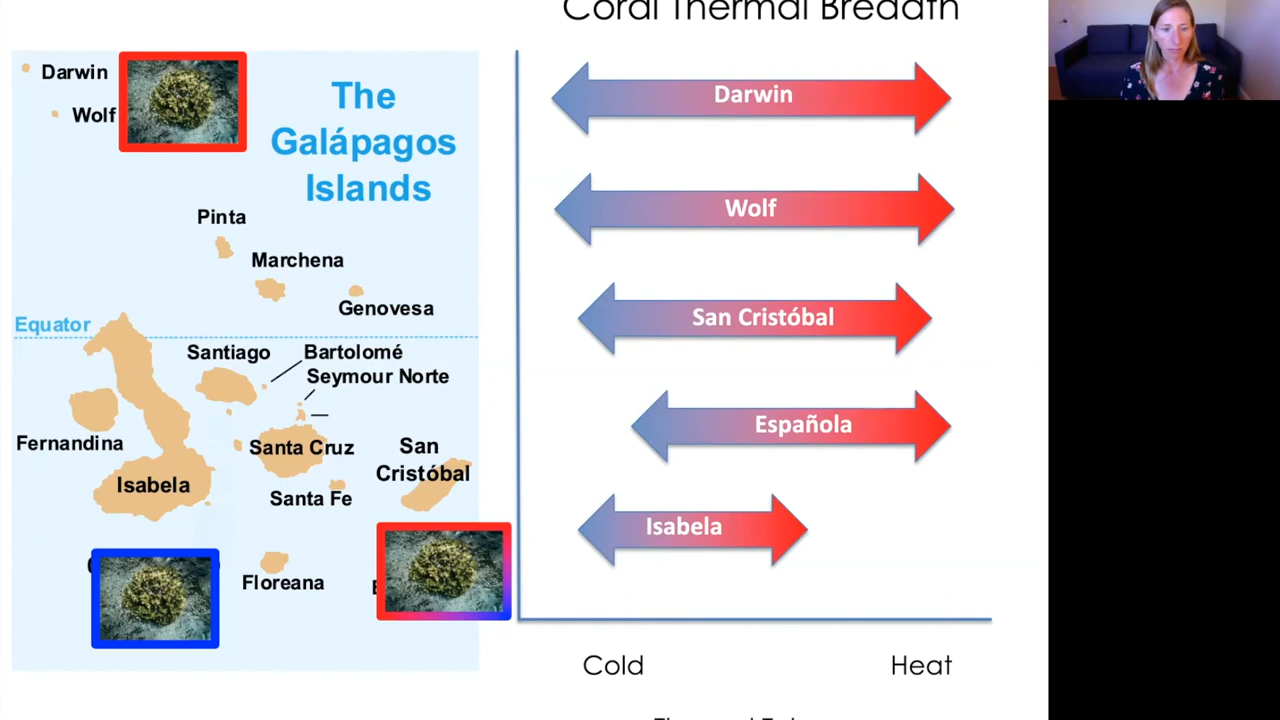 Coral Thermal Breadth
Darwin
Wolf
The
Galápagos
Islands
Pinta
Marchena
Genovesa
Equator
Santiago
Bartolomé
Seymour Norte
Fernandina
Santa Cruz
San
Cristóbal
Isabela
Santa Fe
Floreana
Darwin
Wolf
San Cristóbal
Española
Isabela
Cold
Heat